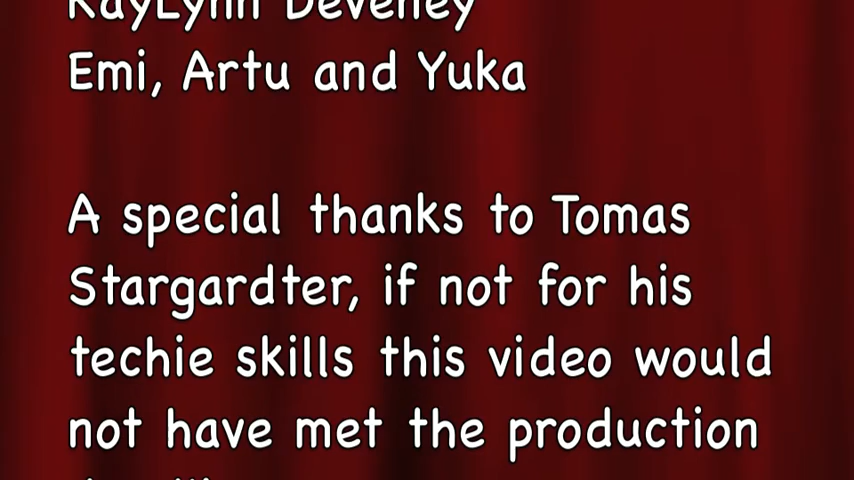 KayLynn Deveney
Emi, Artu and Yuka
A special thanks to Tomas
Stargardter, if not for his
techie skills this video would
not have met the production